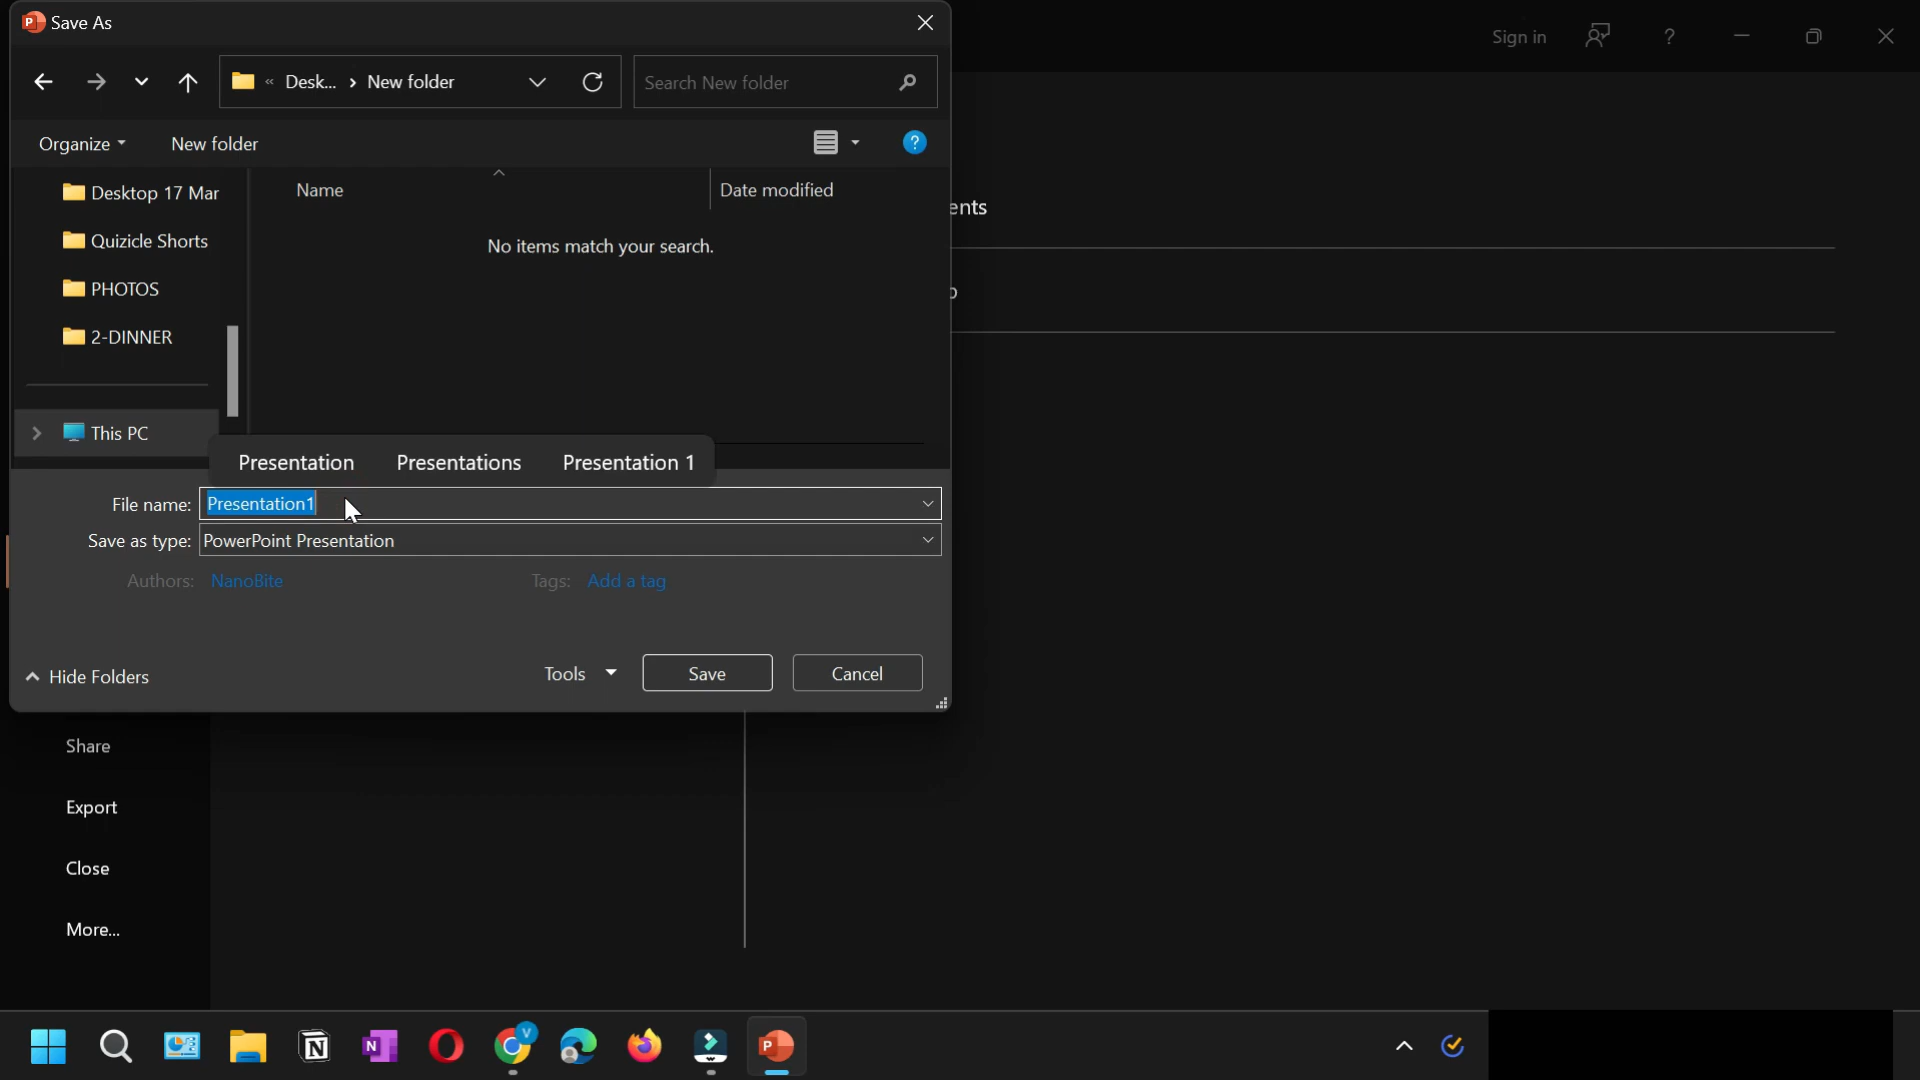 Save As
Sign in
?
« Desk... > New folder
Search New folder
Organize
New folder
?
Desktop 17 Mar
Quizicle Shorts
PHOTOS
2-DINNER
This PC
Name
Date modified
No items match your search.
ents
Presentation
Presentations
Presentation 1
File name:
Presentation1
Save as type:
PowerPoint Presentation
Authors:
NanoBite
Tags:
Add a tag
Hide Folders
Tools
Save
Cancel
Share
Export
Close
More...